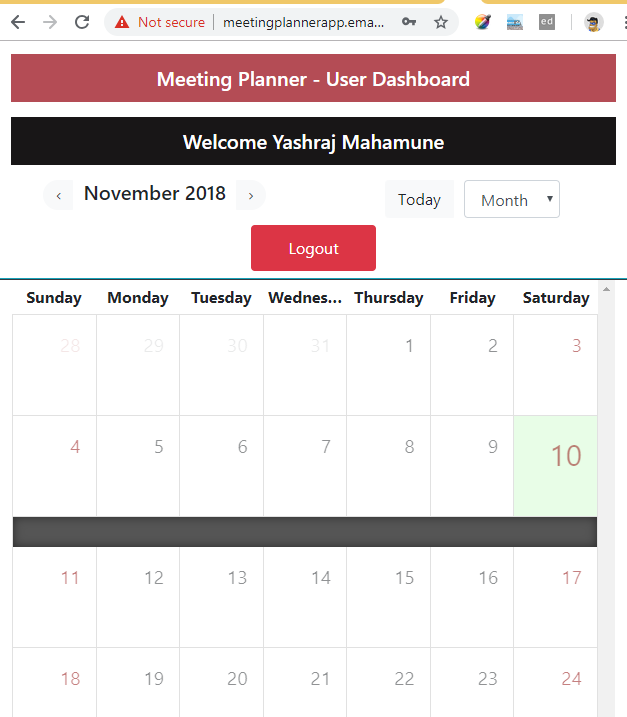 Not secure | meetingplannerapp.ema...
ed
Meeting Planner - User Dashboard
Welcome Yashraj Mahamune
‹ November 2018 › Today Month
Logout
Sunday Monday Tuesday Wednes... Thursday Friday Saturday
28 29 30 31 1 2 3
4 5 6 7 8 9 10
11 12 13 14 15 16 17
18 19 20 21 22 23 24